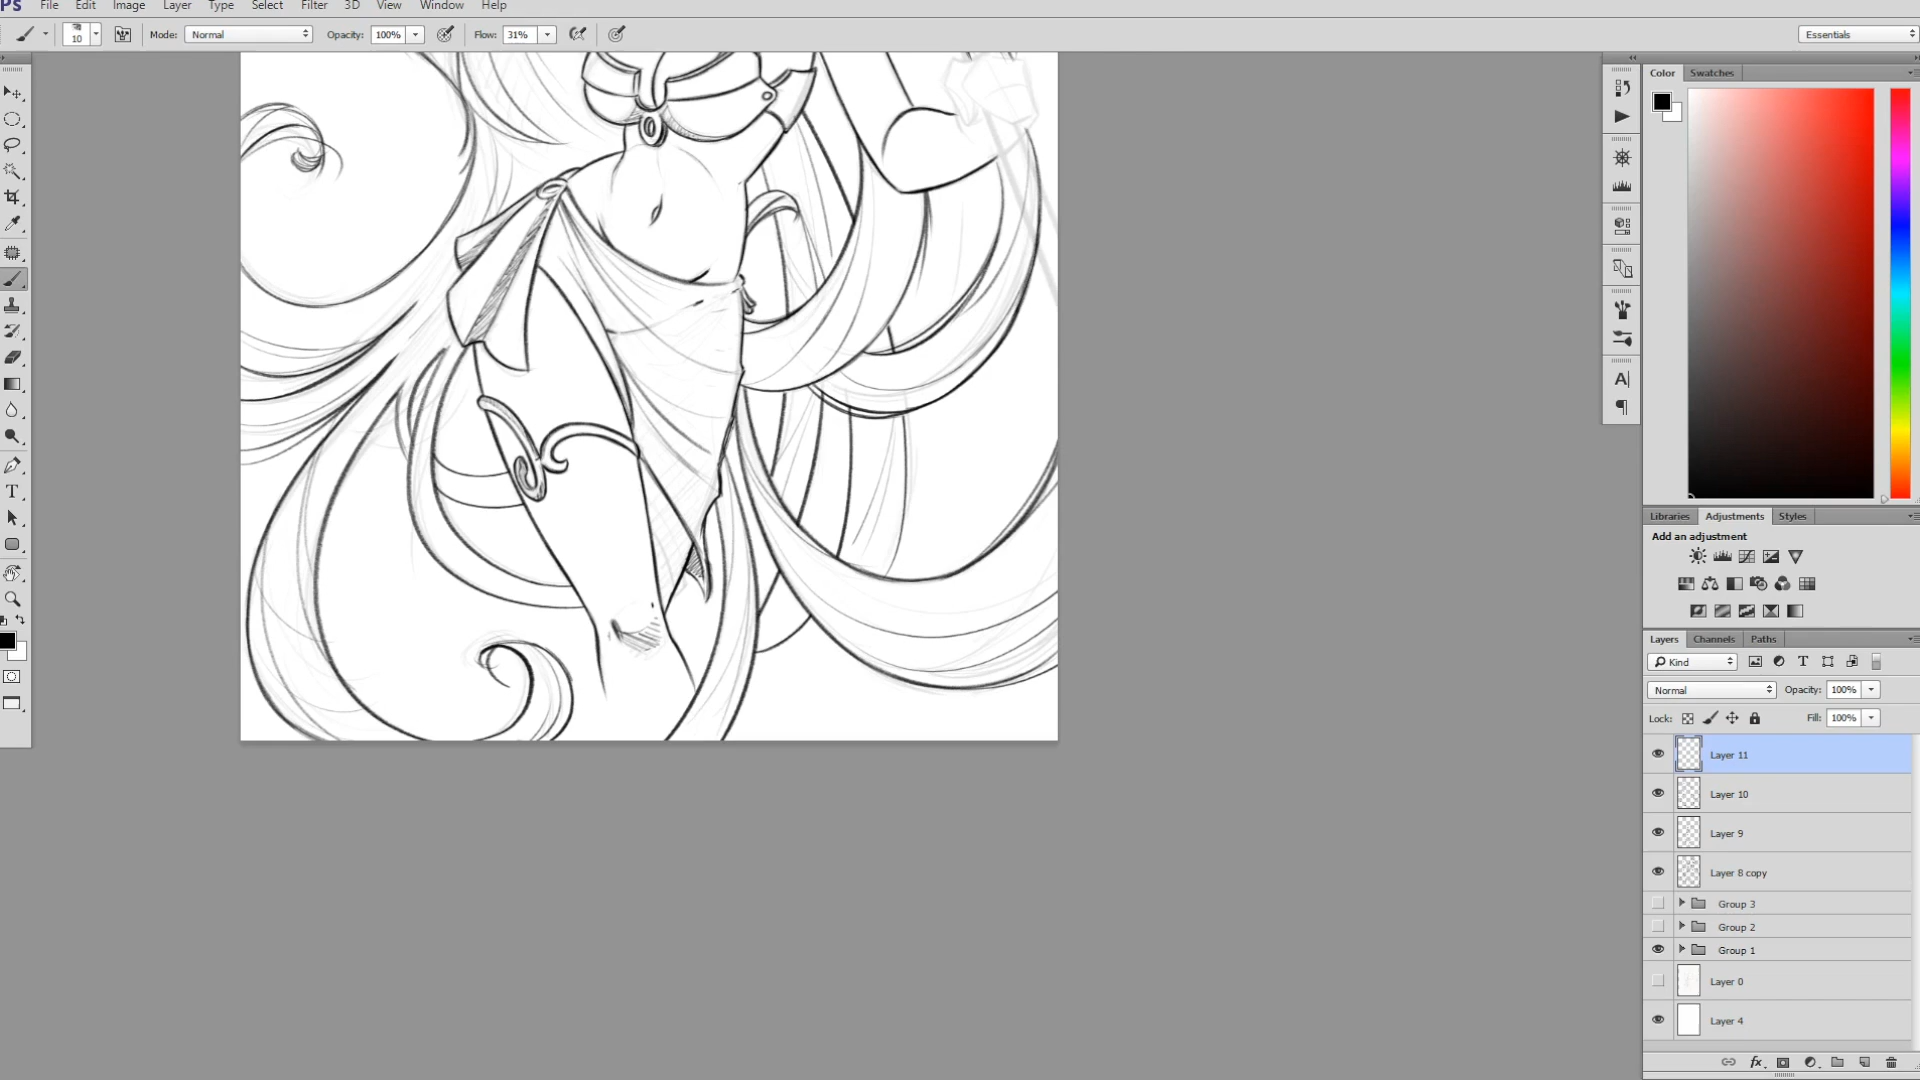 Ps File Edit Image Layer Type Select Filter 3D View Window Help
10 Mode: Normal Opacity: 100% Flow: 31% Essentials
Color Swatches
Libraries Adjustments Styles
Add an adjustment
Layers Channels Paths
Kind
Normal Opacity: 100%
Lock: Fill: 100%
Layer 11
Layer 10
Layer 9
Layer 8 copy
Group 3
Group 2
Group 1
Layer 0
Layer 4